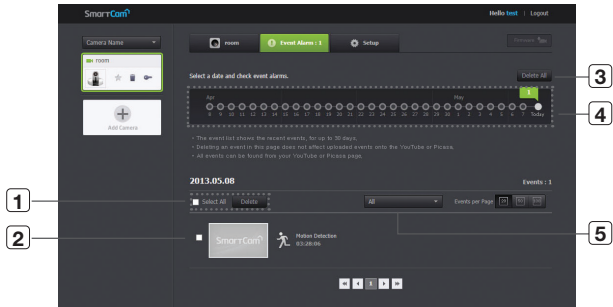 SmartCam
Hello test | Logout
Camera Name
room
Event Alarm : 1
Setup
room
Select a date and check event alarms.
Delete All
3
Apr
May
1
8 9 10 11 12 13 14 15 16 17 18 19 20 21 22 23 24 25 26 27 28 29 30 1 2 3 4 5 6 7 Today
4
Add Camera
• The event list shows the recent events, for up to 30 days.
• Deleting an event in this page does not affect uploaded events onto the YouTube or Picasa.
• All events can be found from your YouTube or Picasa page.
2013.05.08
Events : 1
1
Select All
Delete
All
Events per Page
2
SmartCam
Motion Detection
03:28:06
5
1